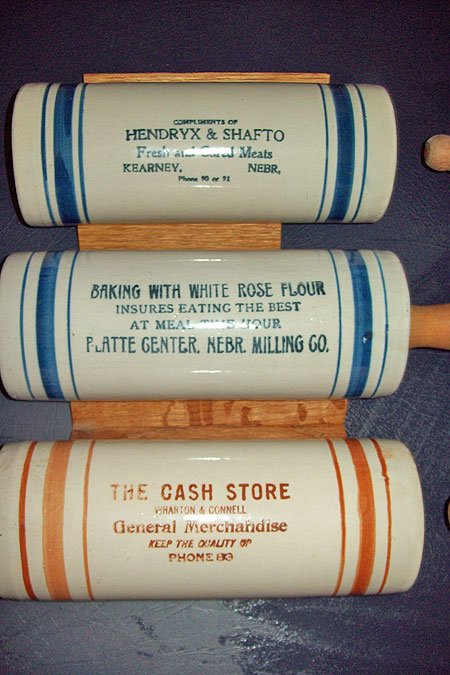 COMPLIMENTS OF
HENDRYX & SHAFTO
Fresh and Cured Meats
KEARNEY, NEBR.
Phone 90 or 91
BAKING WITH WHITE ROSE FLOUR
INSURES EATING THE BEST
AT MEAL TIME HOUR
PLATTE CENTER, NEBR. MILLING CO.
THE CASH STORE
WHARTON & CONNELL
General Merchandise
KEEP THE QUALITY UP
PHONE 83